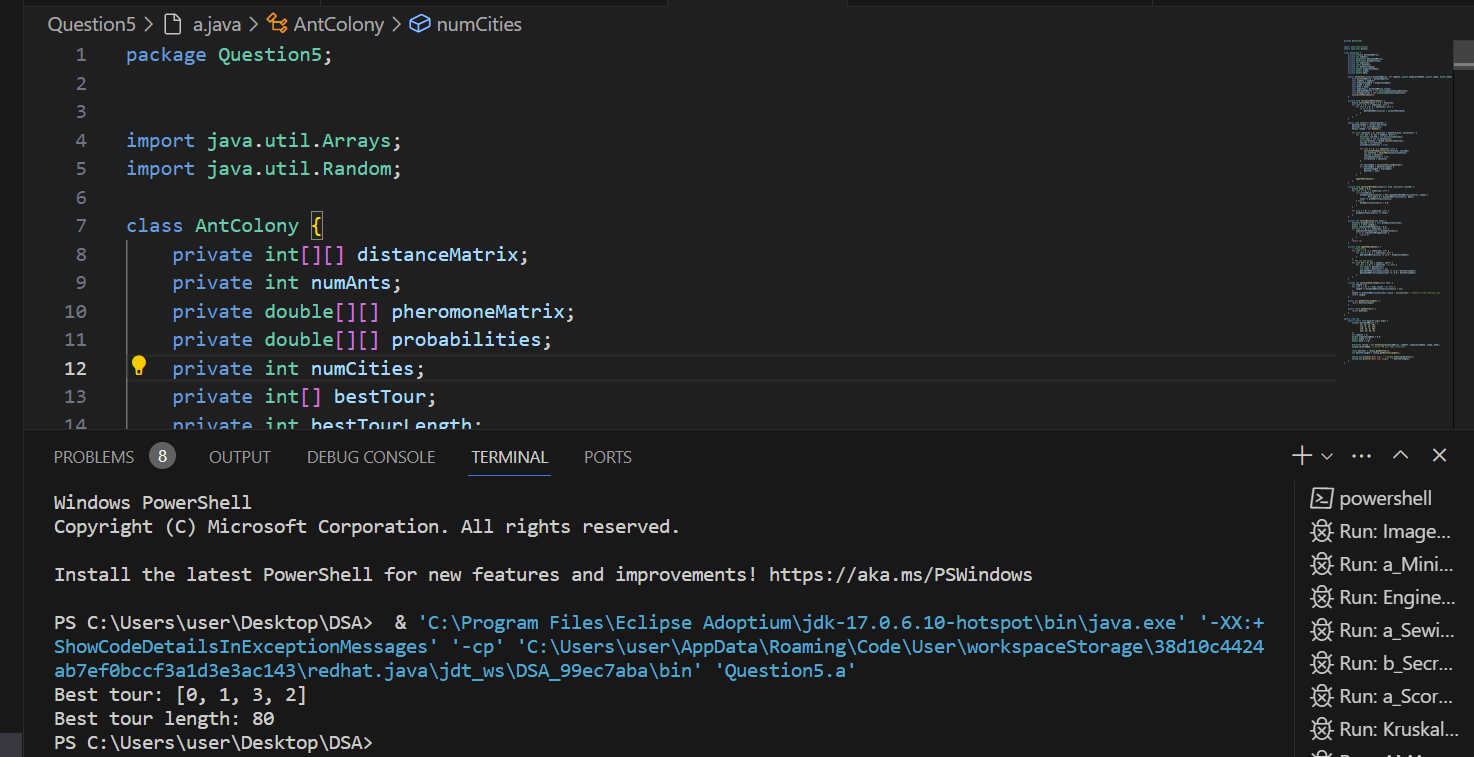 Question5 > a.java > AntColony > numCities
1 package Question5;
2
3
4 import java.util.Arrays;
5 import java.util.Random;
6
7 class AntColony {
8 private int[][] distanceMatrix;
9 private int numAnts;
10 private double[][] pheromoneMatrix;
11 private double[][] probabilities;
12 private int numCities;
13 private int[] bestTour;
14 private int bestTourLength;
PROBLEMS 8 OUTPUT DEBUG CONSOLE TERMINAL PORTS
Windows PowerShell
Copyright (C) Microsoft Corporation. All rights reserved.
Install the latest PowerShell for new features and improvements! https://aka.ms/PSWindows
PS C:\Users\user\Desktop\DSA>  & 'C:\Program Files\Eclipse Adoptium\jdk-17.0.6.10-hotspot\bin\java.exe' '-XX:+
ShowCodeDetailsInExceptionMessages' '-cp' 'C:\Users\user\AppData\Roaming\Code\User\workspaceStorage\38d10c4424
ab7ef0bccf3a1d3e3ac143\redhat.java\jdt_ws\DSA_99ec7aba\bin' 'Question5.a'
Best tour: [0, 1, 3, 2]
Best tour length: 80
PS C:\Users\user\Desktop\DSA>
powershell
Run: Image...
Run: a_Mini...
Run: Engine...
Run: a_Sewi...
Run: b_Secr...
Run: a_Scor...
Run: Kruskal...